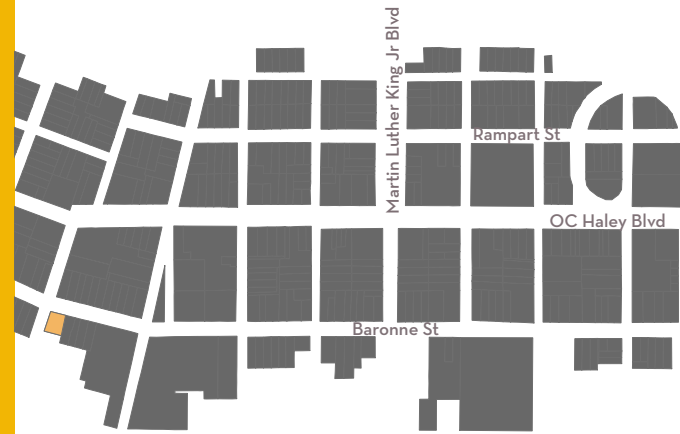 Martin Luther King Jr Blvd
Rampart St
OC Haley Blvd
Baronne St